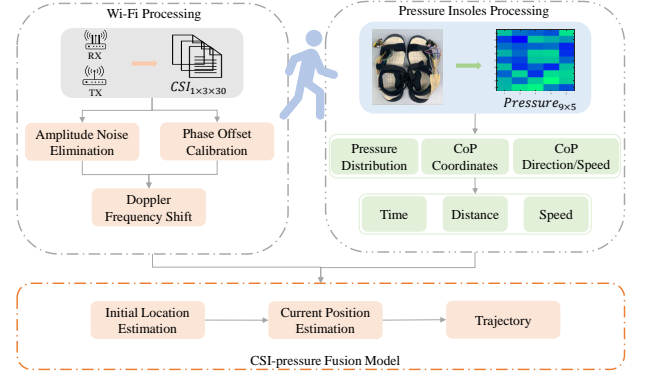 Wi-Fi Processing
RX
TX
CSI1×3×30
Amplitude Noise
Elimination
Phase Offset
Calibration
Doppler
Frequency Shift
Pressure Insoles Processing
Pressure9×5
Pressure
Distribution
CoP
Coordinates
CoP
Direction/Speed
Time
Distance
Speed
Initial Location
Estimation
Current Position
Estimation
Trajectory
CSI-pressure Fusion Model